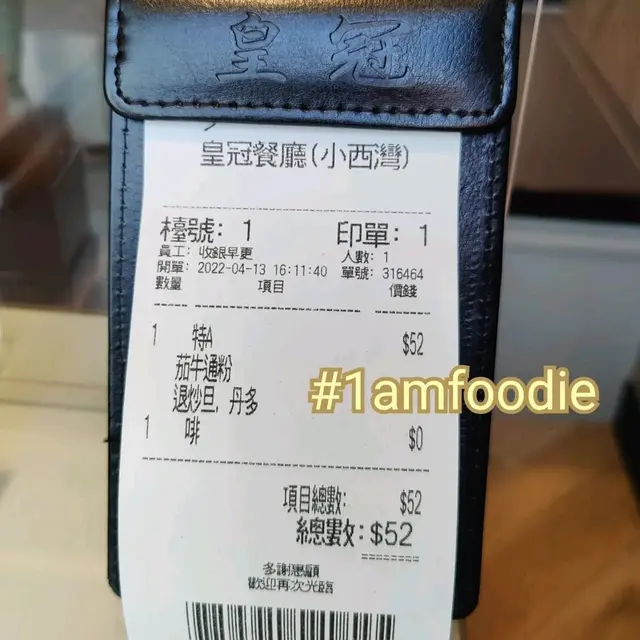 皇冠
皇冠餐廳(小西灣)
檯號: 1 印單: 1
員工: 收銀早更 人數: 1
開單: 2022-04-13 16:11:40 單號: 316464
數量 項目 價錢
1 特A $52
茄牛通粉
退炒旦, 丹多
1 啡 $0
項目總數: $52
總數: $52
多謝惠顧
歡迎再次光臨
#1amfoodie